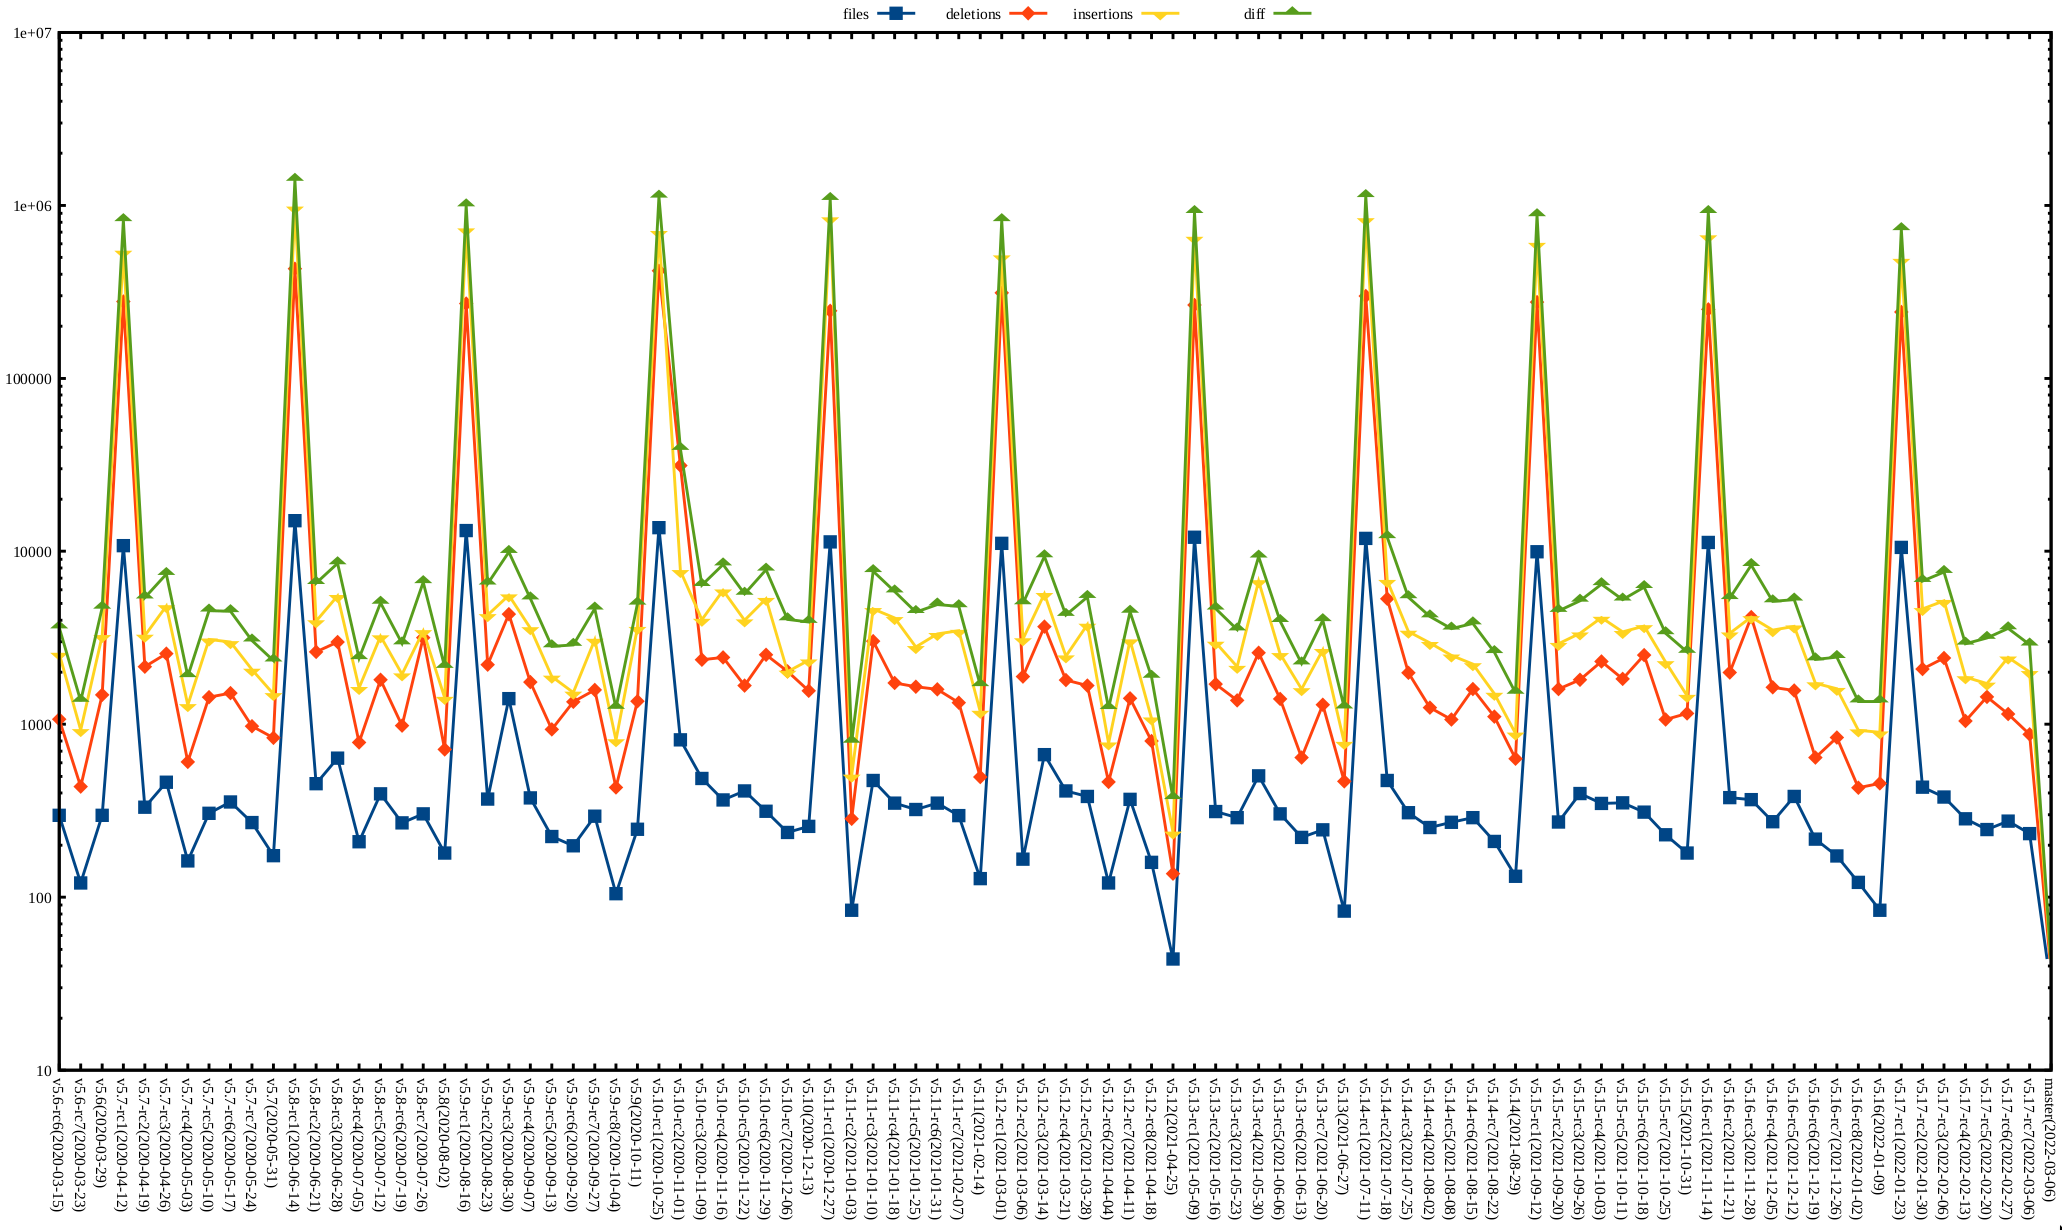 files deletions insertions diff
1e+07
1e+06
100000
10000
1000
100
10
v5.6-rc6(2020-03-15)
v5.6-rc7(2020-03-23)
v5.6(2020-03-29)
v5.7-rc1(2020-04-12)
v5.7-rc2(2020-04-19)
v5.7-rc3(2020-04-26)
v5.7-rc4(2020-05-03)
v5.7-rc5(2020-05-10)
v5.7-rc6(2020-05-17)
v5.7-rc7(2020-05-24)
v5.7(2020-05-31)
v5.8-rc1(2020-06-14)
v5.8-rc2(2020-06-21)
v5.8-rc3(2020-06-28)
v5.8-rc4(2020-07-05)
v5.8-rc5(2020-07-12)
v5.8-rc6(2020-07-19)
v5.8-rc7(2020-07-26)
v5.8(2020-08-02)
v5.9-rc1(2020-08-16)
v5.9-rc2(2020-08-23)
v5.9-rc3(2020-08-30)
v5.9-rc4(2020-09-07)
v5.9-rc5(2020-09-13)
v5.9-rc6(2020-09-20)
v5.9-rc7(2020-09-27)
v5.9-rc8(2020-10-04)
v5.9(2020-10-11)
v5.10-rc1(2020-10-25)
v5.10-rc2(2020-11-01)
v5.10-rc3(2020-11-09)
v5.10-rc4(2020-11-16)
v5.10-rc5(2020-11-22)
v5.10-rc6(2020-11-29)
v5.10-rc7(2020-12-06)
v5.10(2020-12-13)
v5.11-rc1(2020-12-27)
v5.11-rc2(2021-01-03)
v5.11-rc3(2021-01-10)
v5.11-rc4(2021-01-18)
v5.11-rc5(2021-01-25)
v5.11-rc6(2021-01-31)
v5.11-rc7(2021-02-07)
v5.11(2021-02-14)
v5.12-rc1(2021-03-01)
v5.12-rc2(2021-03-06)
v5.12-rc3(2021-03-14)
v5.12-rc4(2021-03-21)
v5.12-rc5(2021-03-28)
v5.12-rc6(2021-04-04)
v5.12-rc7(2021-04-11)
v5.12-rc8(2021-04-18)
v5.12(2021-04-25)
v5.13-rc1(2021-05-09)
v5.13-rc2(2021-05-16)
v5.13-rc3(2021-05-23)
v5.13-rc4(2021-05-30)
v5.13-rc5(2021-06-06)
v5.13-rc6(2021-06-13)
v5.13-rc7(2021-06-20)
v5.13(2021-06-27)
v5.14-rc1(2021-07-11)
v5.14-rc2(2021-07-18)
v5.14-rc3(2021-07-25)
v5.14-rc4(2021-08-02)
v5.14-rc5(2021-08-08)
v5.14-rc6(2021-08-15)
v5.14-rc7(2021-08-22)
v5.14(2021-08-29)
v5.15-rc1(2021-09-12)
v5.15-rc2(2021-09-20)
v5.15-rc3(2021-09-26)
v5.15-rc4(2021-10-03)
v5.15-rc5(2021-10-11)
v5.15-rc6(2021-10-18)
v5.15-rc7(2021-10-25)
v5.15(2021-10-31)
v5.16-rc1(2021-11-14)
v5.16-rc2(2021-11-21)
v5.16-rc3(2021-11-28)
v5.16-rc4(2021-12-05)
v5.16-rc5(2021-12-12)
v5.16-rc6(2021-12-19)
v5.16-rc7(2021-12-26)
v5.16-rc8(2022-01-02)
v5.16(2022-01-09)
v5.17-rc1(2022-01-23)
v5.17-rc2(2022-01-30)
v5.17-rc3(2022-02-06)
v5.17-rc4(2022-02-13)
v5.17-rc5(2022-02-20)
v5.17-rc6(2022-02-27)
v5.17-rc7(2022-03-06)
master(2022-03-06)